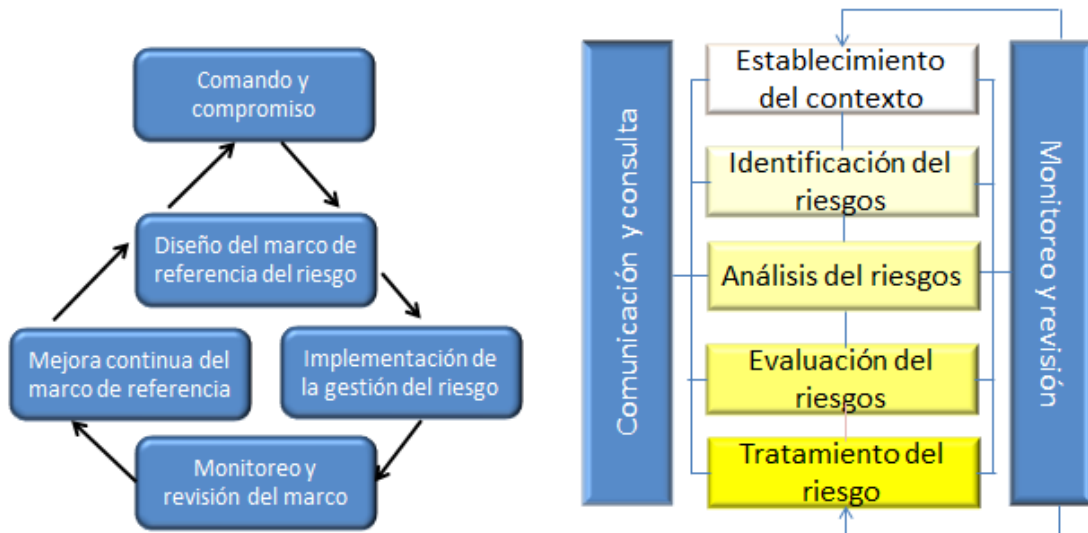 Comando y
compromiso
Diseño del marco de
referencia del riesgo
Mejora continua del
marco de referencia
Implementación de
la gestión del riesgo
Monitoreo y
revisión del marco
Comunicación y consulta
Establecimiento
del contexto
Identificación del
riesgos
Análisis del riesgos
Evaluación del
riesgos
Tratamiento del
riesgo
Monitoreo y revisión